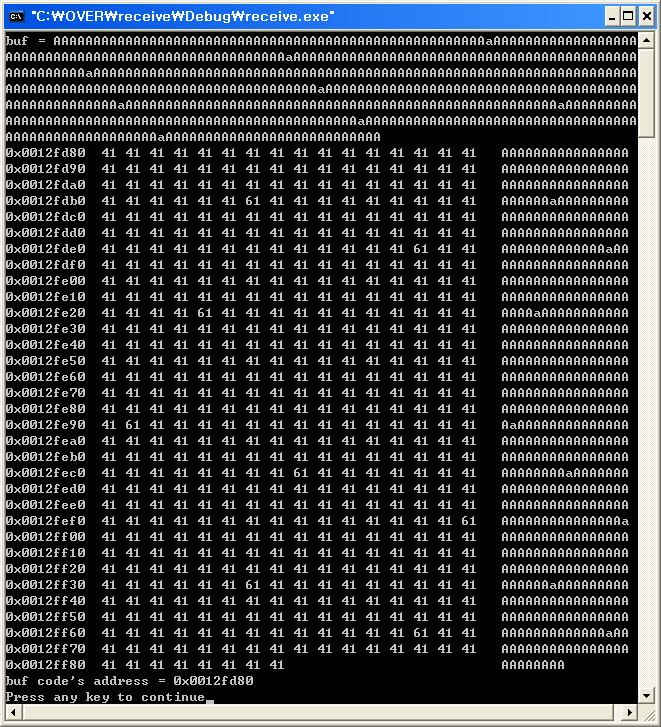 "C:₩OVER₩receive₩Debug₩receive.exe"
buf = AAAAAAAAAAAAAAAAAAAAAAAAAAAAAAAAAAAAAAAAAAAAAAAAAAAAAAaAAAAAAAAAAAAAAAAAA
AAAAAAAAAAAAAAAAAAAAAAAAAAAAAAAAAAAaAAAAAAAAAAAAAAAAAAAAAAAAAAAAAAAAAAAAAAAAAAA
AAAAAAAAAAaAAAAAAAAAAAAAAAAAAAAAAAAAAAAAAAAAAAAAAAAAAAAAAAAAAAAAAAAAAAAAAAAAAAA
AAAAAAAAAAAAAAAAAAAAAAAAAAAAAAAAAAAAAAAaAAAAAAAAAAAAAAAAAAAAAAAAAAAAAAAAAAAAAAA
AAAAAAAAAAAAAAaAAAAAAAAAAAAAAAAAAAAAAAAAAAAAAAAAAAAAAAAAAAAAAAAAAAAAAaAAAAAAAAA
AAAAAAAAAAAAAAAAAAAAAAAAAAAAAAAAAAAAAAAAAAAAaAAAAAAAAAAAAAAAAAAAAAAAAAAAAAAAAAA
AAAAAAAAAAAAAAAAAAAaAAAAAAAAAAAAAAAAAAAAAAAAAAA
0x0012fd80  41 41 41 41 41 41 41 41 41 41 41 41 41 41 41 41   AAAAAAAAAAAAAAAA
0x0012fd90  41 41 41 41 41 41 41 41 41 41 41 41 41 41 41 41   AAAAAAAAAAAAAAAA
0x0012fda0  41 41 41 41 41 41 41 41 41 41 41 41 41 41 41 41   AAAAAAAAAAAAAAAA
0x0012fdb0  41 41 41 41 41 41 61 41 41 41 41 41 41 41 41 41   AAAAAAaAAAAAAAAA
0x0012fdc0  41 41 41 41 41 41 41 41 41 41 41 41 41 41 41 41   AAAAAAAAAAAAAAAA
0x0012fdd0  41 41 41 41 41 41 41 41 41 41 41 41 41 41 41 41   AAAAAAAAAAAAAAAA
0x0012fde0  41 41 41 41 41 41 41 41 41 41 41 41 41 61 41 41   AAAAAAAAAAAAAaAA
0x0012fdf0  41 41 41 41 41 41 41 41 41 41 41 41 41 41 41 41   AAAAAAAAAAAAAAAA
0x0012fe00  41 41 41 41 41 41 41 41 41 41 41 41 41 41 41 41   AAAAAAAAAAAAAAAA
0x0012fe10  41 41 41 41 41 41 41 41 41 41 41 41 41 41 41 41   AAAAAAAAAAAAAAAA
0x0012fe20  41 41 41 41 61 41 41 41 41 41 41 41 41 41 41 41   AAAAaAAAAAAAAAAA
0x0012fe30  41 41 41 41 41 41 41 41 41 41 41 41 41 41 41 41   AAAAAAAAAAAAAAAA
0x0012fe40  41 41 41 41 41 41 41 41 41 41 41 41 41 41 41 41   AAAAAAAAAAAAAAAA
0x0012fe50  41 41 41 41 41 41 41 41 41 41 41 41 41 41 41 41   AAAAAAAAAAAAAAAA
0x0012fe60  41 41 41 41 41 41 41 41 41 41 41 41 41 41 41 41   AAAAAAAAAAAAAAAA
0x0012fe70  41 41 41 41 41 41 41 41 41 41 41 41 41 41 41 41   AAAAAAAAAAAAAAAA
0x0012fe80  41 41 41 41 41 41 41 41 41 41 41 41 41 41 41 41   AAAAAAAAAAAAAAAA
0x0012fe90  41 61 41 41 41 41 41 41 41 41 41 41 41 41 41 41   AaAAAAAAAAAAAAAA
0x0012fea0  41 41 41 41 41 41 41 41 41 41 41 41 41 41 41 41   AAAAAAAAAAAAAAAA
0x0012feb0  41 41 41 41 41 41 41 41 41 41 41 41 41 41 41 41   AAAAAAAAAAAAAAAA
0x0012fec0  41 41 41 41 41 41 41 41 61 41 41 41 41 41 41 41   AAAAAAAAaAAAAAAA
0x0012fed0  41 41 41 41 41 41 41 41 41 41 41 41 41 41 41 41   AAAAAAAAAAAAAAAA
0x0012fee0  41 41 41 41 41 41 41 41 41 41 41 41 41 41 41 41   AAAAAAAAAAAAAAAA
0x0012fef0  41 41 41 41 41 41 41 41 41 41 41 41 41 41 41 61   AAAAAAAAAAAAAAAa
0x0012ff00  41 41 41 41 41 41 41 41 41 41 41 41 41 41 41 41   AAAAAAAAAAAAAAAA
0x0012ff10  41 41 41 41 41 41 41 41 41 41 41 41 41 41 41 41   AAAAAAAAAAAAAAAA
0x0012ff20  41 41 41 41 41 41 41 41 41 41 41 41 41 41 41 41   AAAAAAAAAAAAAAAA
0x0012ff30  41 41 41 41 41 41 61 41 41 41 41 41 41 41 41 41   AAAAAAaAAAAAAAAA
0x0012ff40  41 41 41 41 41 41 41 41 41 41 41 41 41 41 41 41   AAAAAAAAAAAAAAAA
0x0012ff50  41 41 41 41 41 41 41 41 41 41 41 41 41 41 41 41   AAAAAAAAAAAAAAAA
0x0012ff60  41 41 41 41 41 41 41 41 41 41 41 41 41 61 41 41   AAAAAAAAAAAAAaAA
0x0012ff70  41 41 41 41 41 41 41 41 41 41 41 41 41 41 41 41   AAAAAAAAAAAAAAAA
0x0012ff80  41 41 41 41 41 41 41 41                           AAAAAAAA
buf code's address = 0x0012fd80
Press any key to continue_